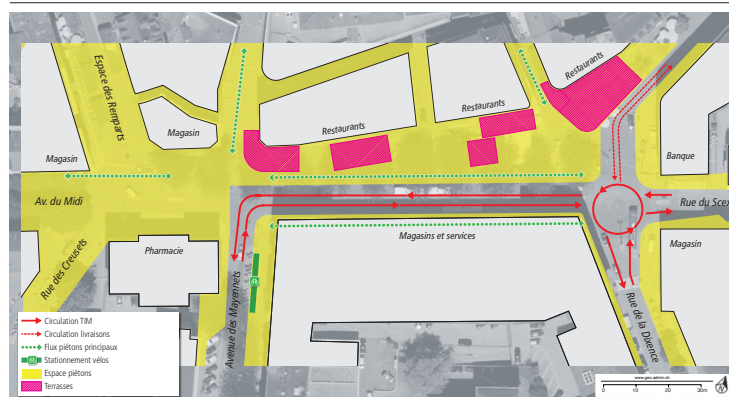 Espace des Remparts
Restaurants
Magasin
Restaurants
Restaurants
Magasin
Banque
Av. du Midi
Rue du Scex
Rue des Creusets
Pharmacie
Magasins et services
Magasin
Avenue des Mayennets
Rue de la Dixence
Circulation TIM
Circulation livraisons
Flux piétons principaux
Stationnement vélos
Espace piétons
Terrasses
www.geo.admin.ch
0 10 20 30m